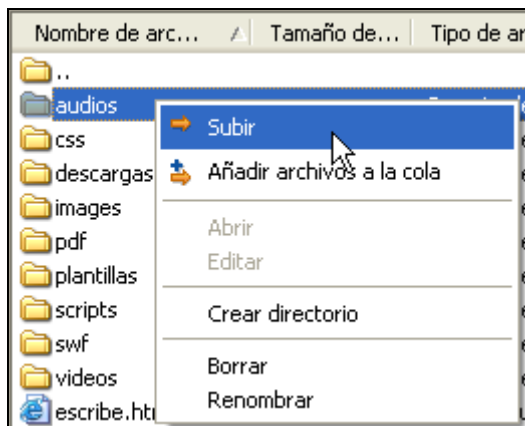 Nombre de arc... Tamaño de... Tipo de ar
..
audios
css
descargas
images
pdf
plantillas
scripts
swf
videos
escribe.ht
Subir
Añadir archivos a la cola
Abrir
Editar
Crear directorio
Borrar
Renombrar